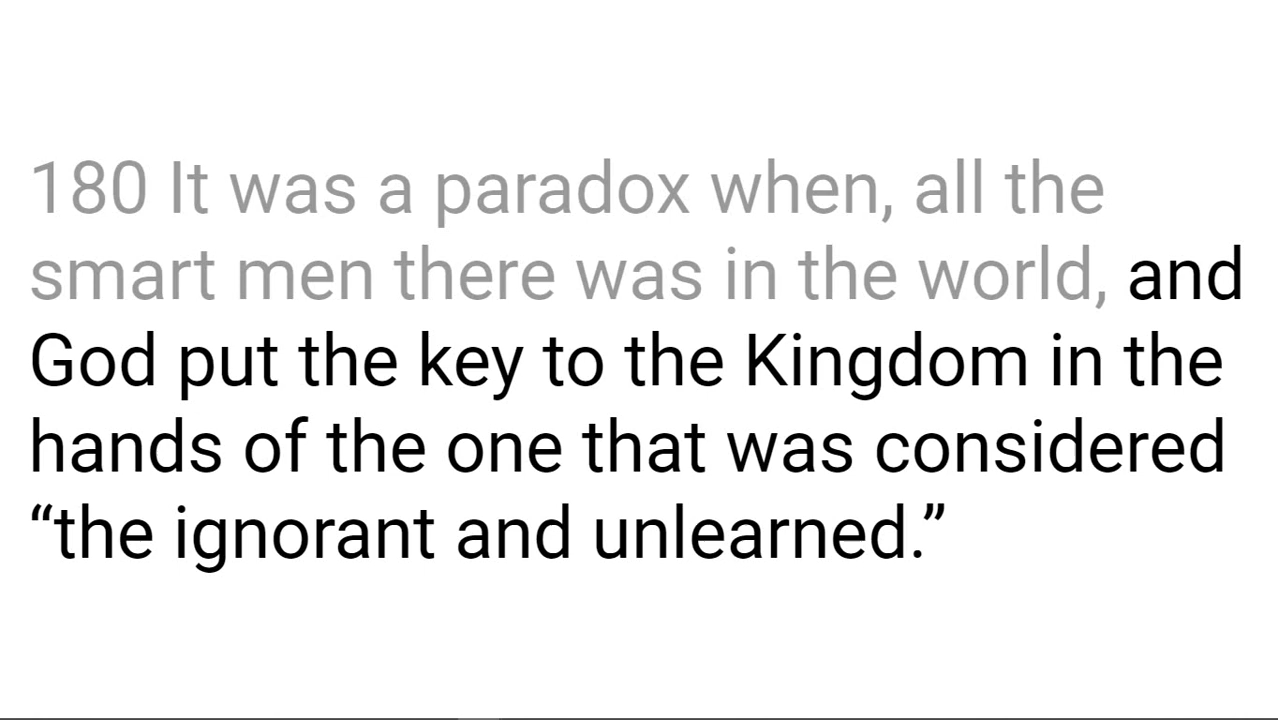 180 It was a paradox when, all the
smart men there was in the world, and
God put the key to the Kingdom in the
hands of the one that was considered
“the ignorant and unlearned.”